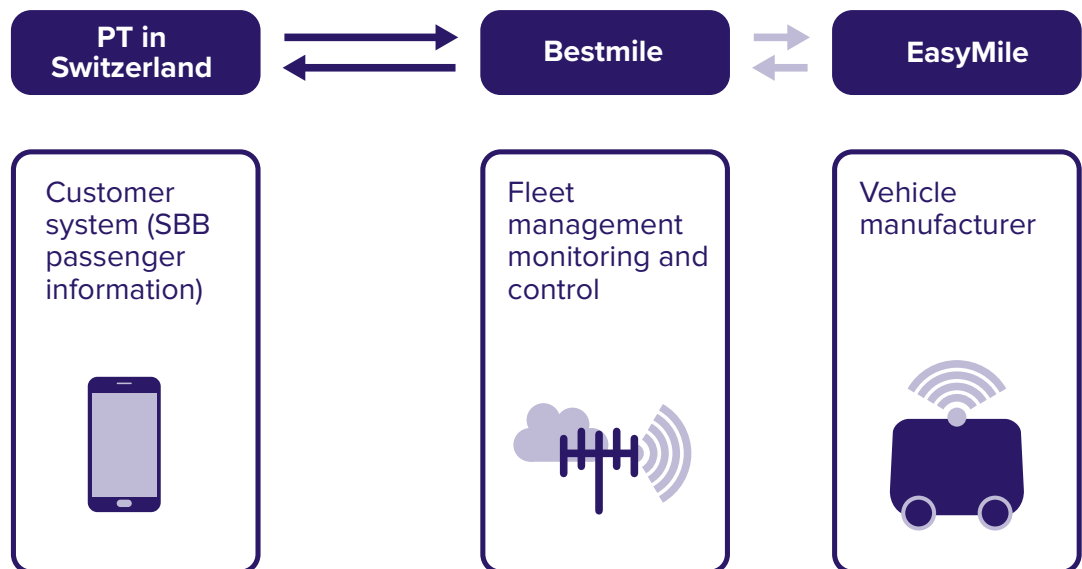 PT in
Switzerland
Bestmile
EasyMile
Customer
system (SBB
passenger
information)
Fleet
management
monitoring and
control
Vehicle
manufacturer